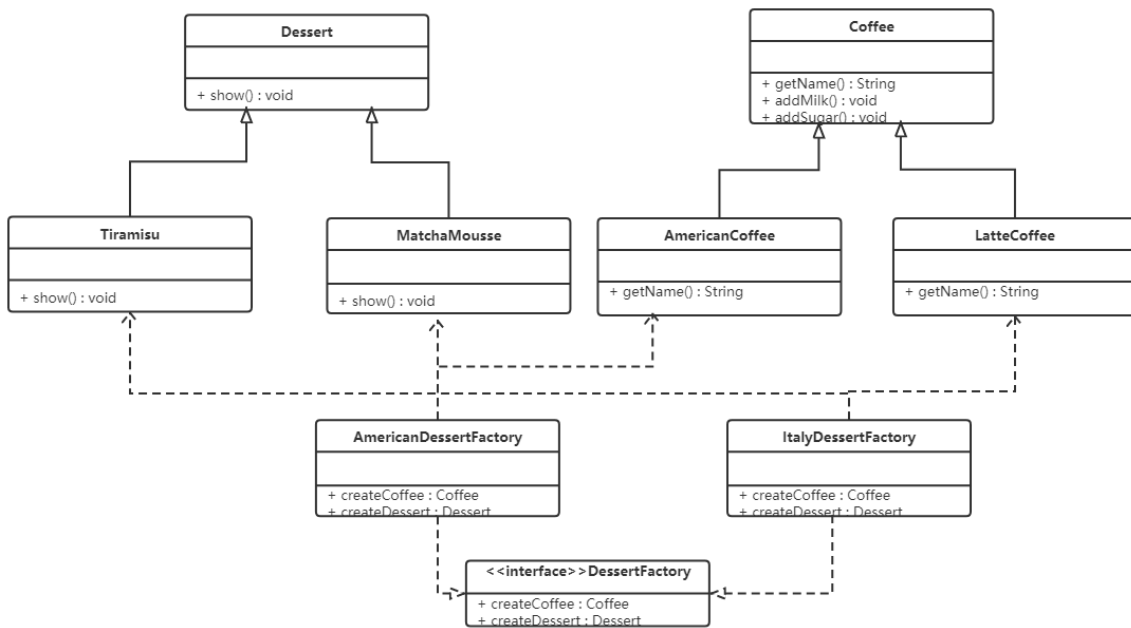 Dessert
+ show() : void
Coffee
+ getName() : String
+ addMilk() : void
+ addSugar() : void
Tiramisu
+ show() : void
MatchaMousse
+ show() : void
AmericanCoffee
+ getName() : String
LatteCoffee
+ getName() : String
AmericanDessertFactory
+ createCoffee : Coffee
+ createDessert : Dessert
ItalyDessertFactory
+ createCoffee : Coffee
+ createDessert : Dessert
<<interface>>DessertFactory
+ createCoffee : Coffee
+ createDessert : Dessert